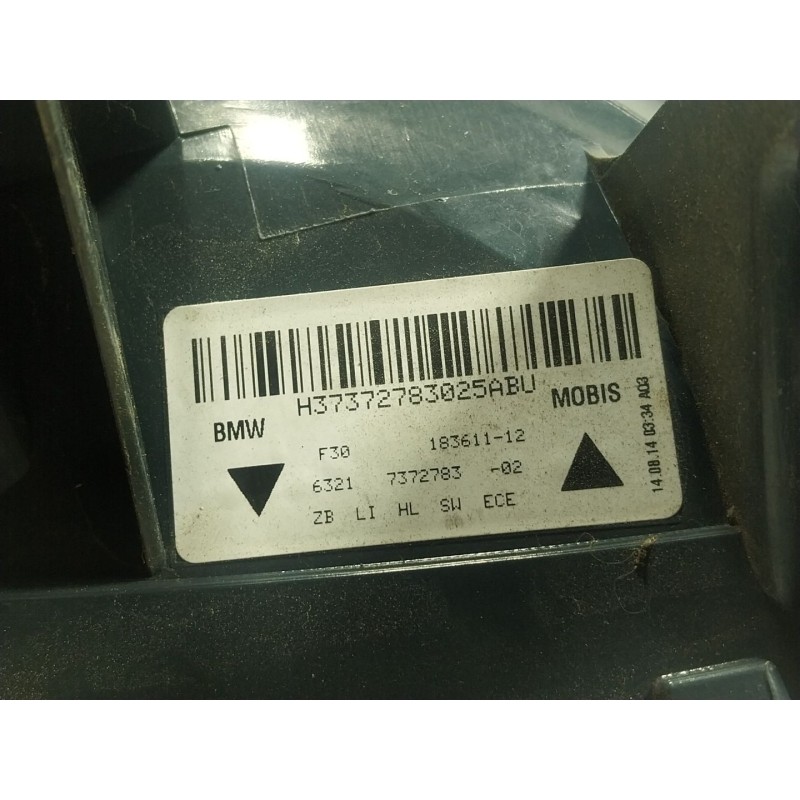 H37372783025ABU
BMW
MOBIS
F30 183611-12
6321 7372783 -02
ZB LI HL SW ECE
14.08.14 03:34 A03